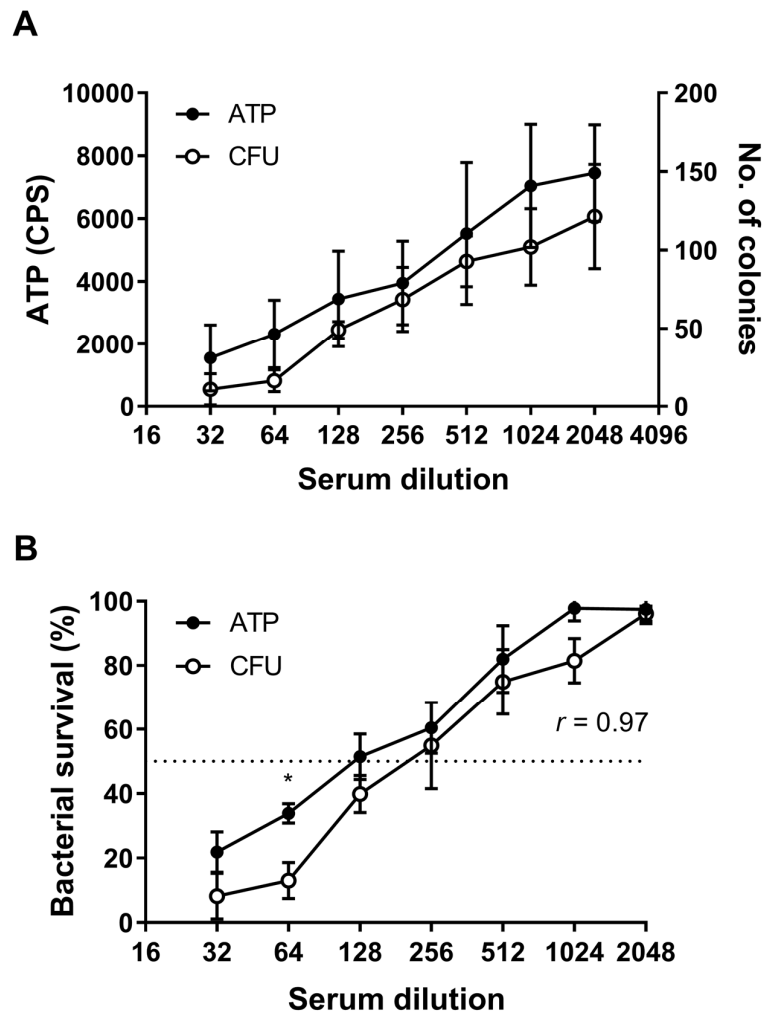 A
ATP
CFU
ATP (CPS)
10000
8000
6000
4000
2000
0
No. of colonies
200
150
100
50
0
16 32 64 128 256 512 1024 2048 4096
Serum dilution
B
ATP
CFU
Bacterial survival (%)
100
80
60
40
20
0
r = 0.97
*
16 32 64 128 256 512 1024 2048
Serum dilution